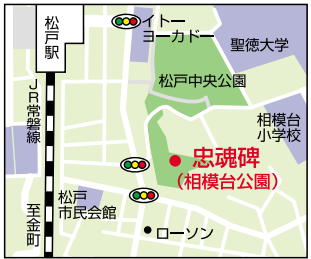 松戸駅
イトー
ヨーカドー
聖徳大学
松戸中央公園
JR常磐線
相模台
小学校
忠魂碑
(相模台公園)
松戸
市民会館
至金町
ローソン